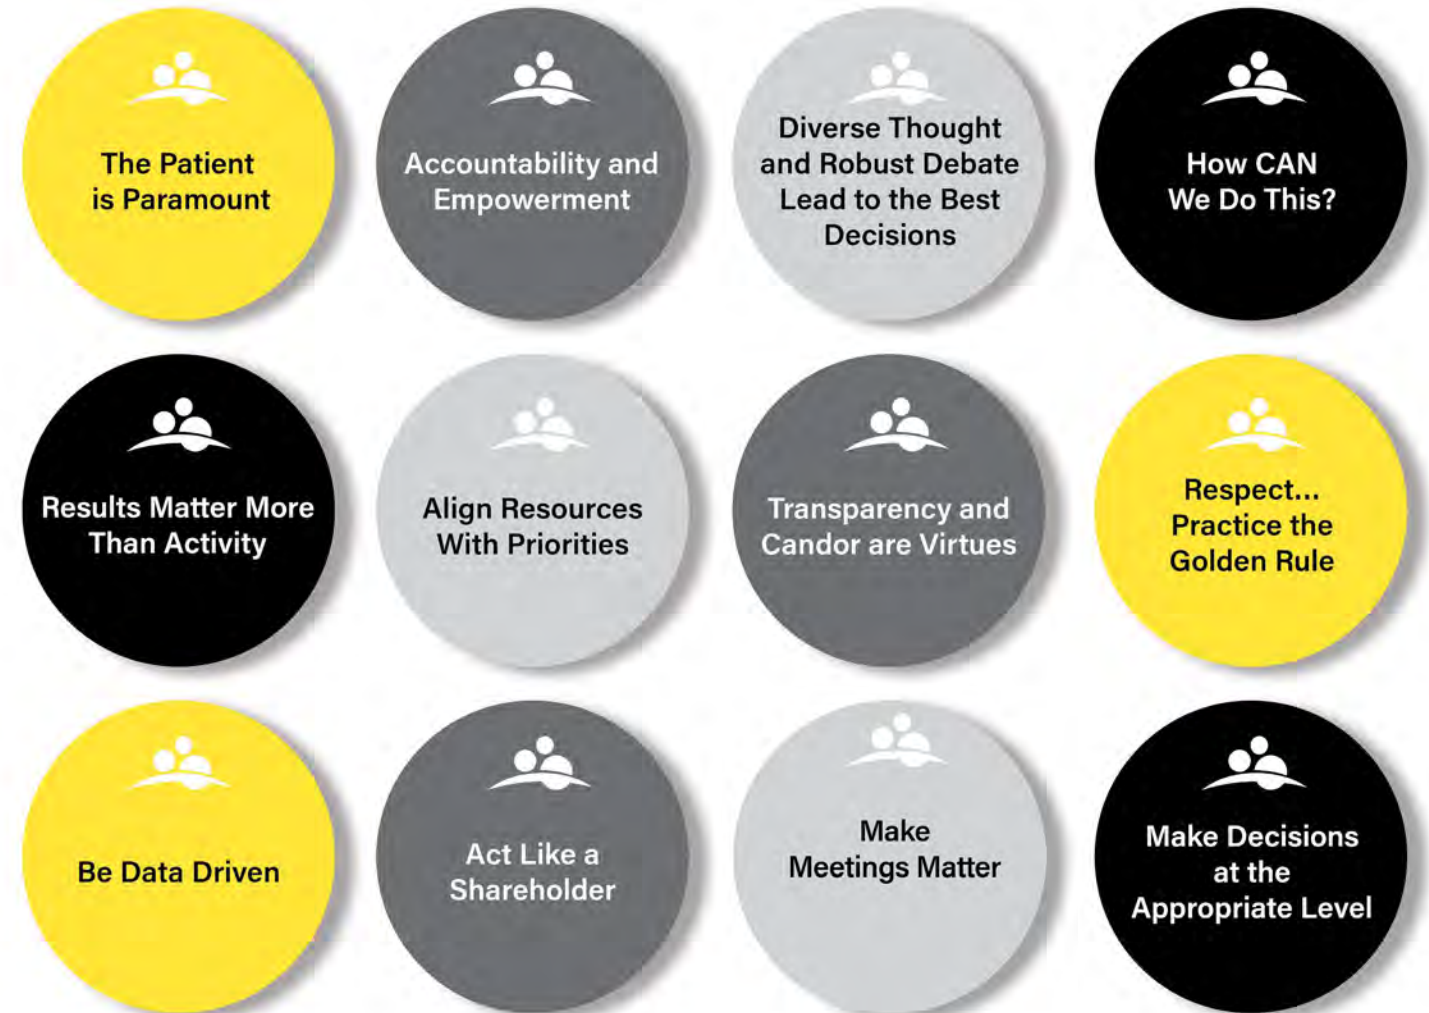 The Patient
is Paramount
Accountability and
Empowerment
Diverse Thought
and Robust Debate
Lead to the Best
Decisions
How CAN
We Do This?
Results Matter More
Than Activity
Align Resources
With Priorities
Transparency and
Candor are Virtues
Respect...
Practice the
Golden Rule
Be Data Driven
Act Like a
Shareholder
Make
Meetings Matter
Make Decisions
at the
Appropriate Level